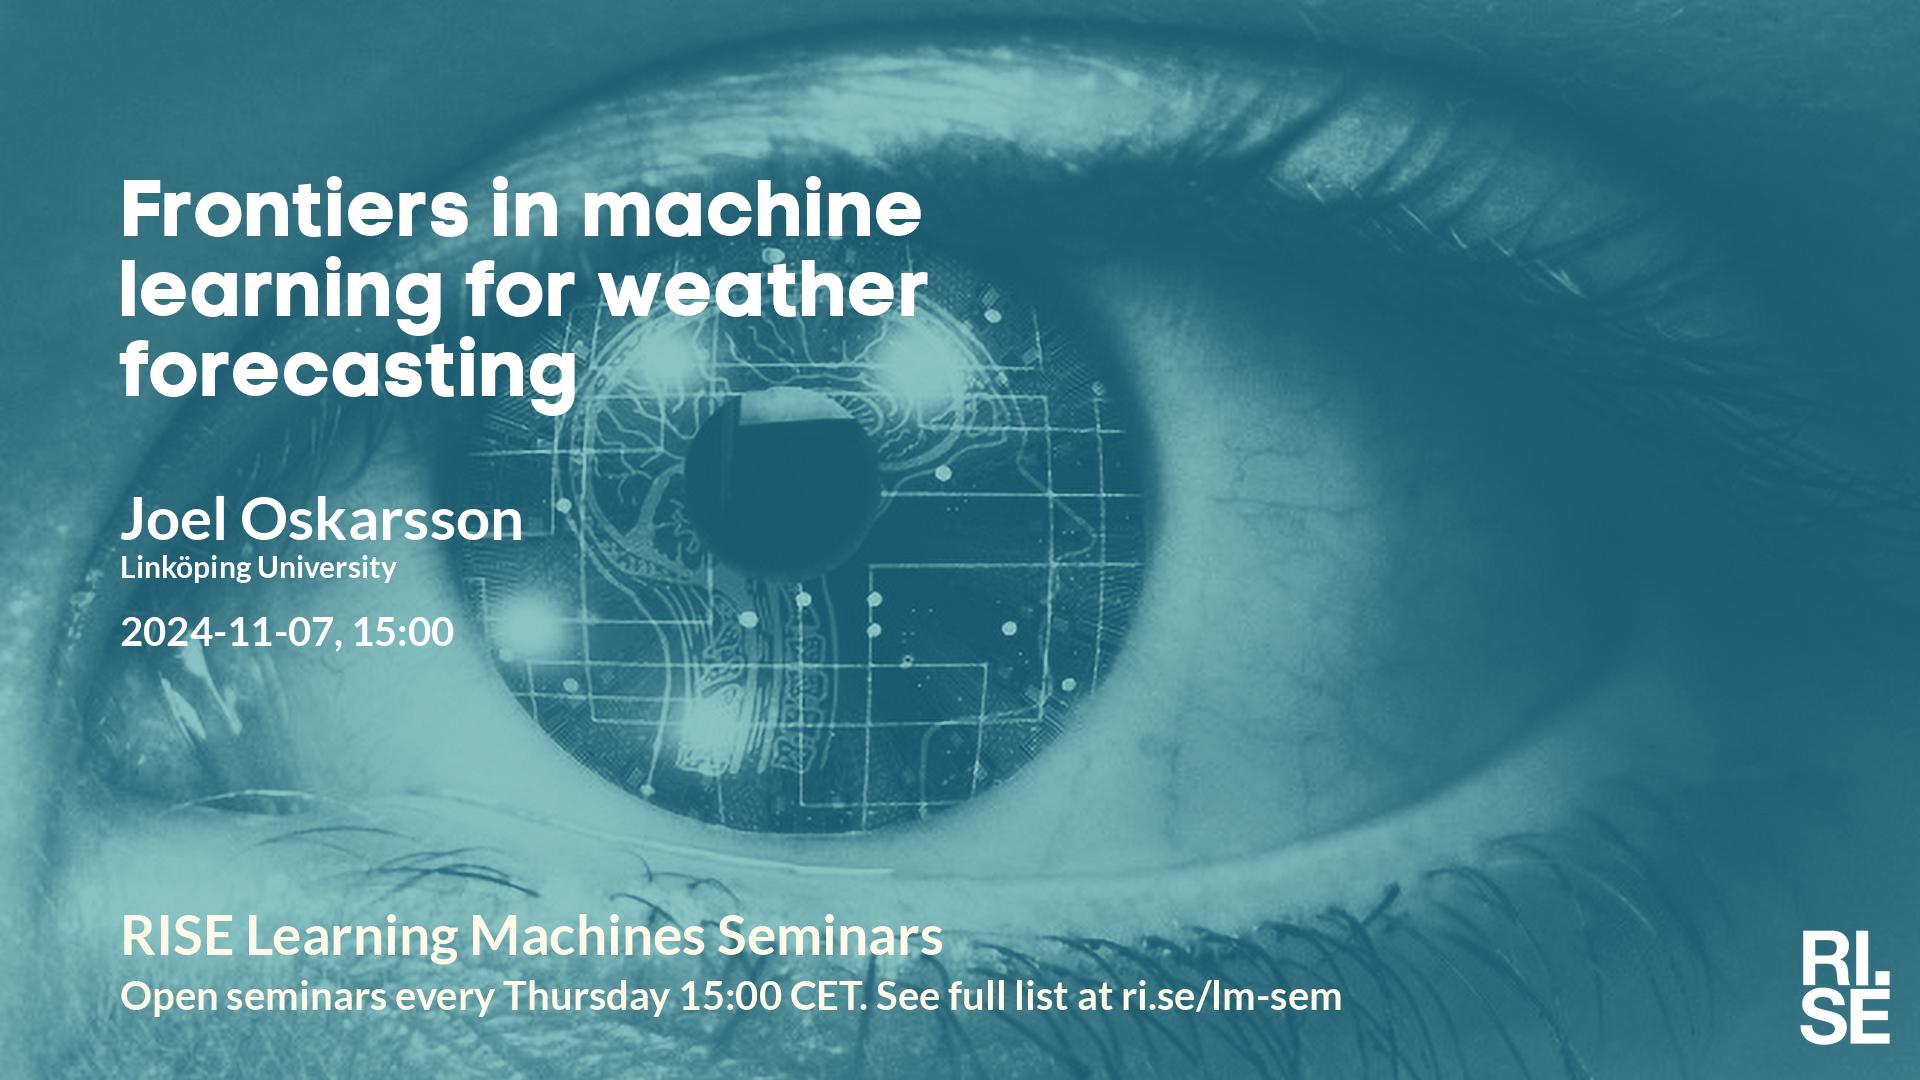 Frontiers in machine
learning for weather
forecasting
Joel Oskarsson
Linköping University
2024-11-07, 15:00
RISE Learning Machines Seminars
Open seminars every Thursday 15:00 CET. See full list at ri.se/lm-sem
RI.
SE